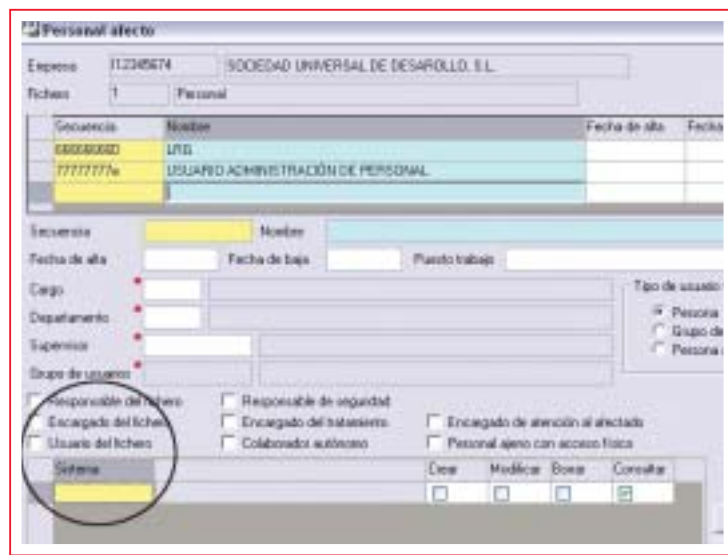 Personal afecto
Empresa I12345674 SOCIEDAD UNIVERSAL DE DESAROLLO, S.L.
Fichero 1 Personal
Secuencia Nombre Fecha de alta Fecha
USUARIO ADMINISTRACIÓN DE PERSONAL
Secuencia Nombre
Fecha de alta Fecha de baja Puesto trabajo
Cargo Tipo de usuario
Departamento Persona
Supervisor Grupo de
Grupo de usuarios Persona
Responsable del fichero Responsable de seguridad
Encargado del fichero Encargado del tratamiento Encargado de atención al afectado
Usuario del fichero Colaborador autónomo Personal ajeno con acceso física
Sistema Crear Modificar Borrar Consultar